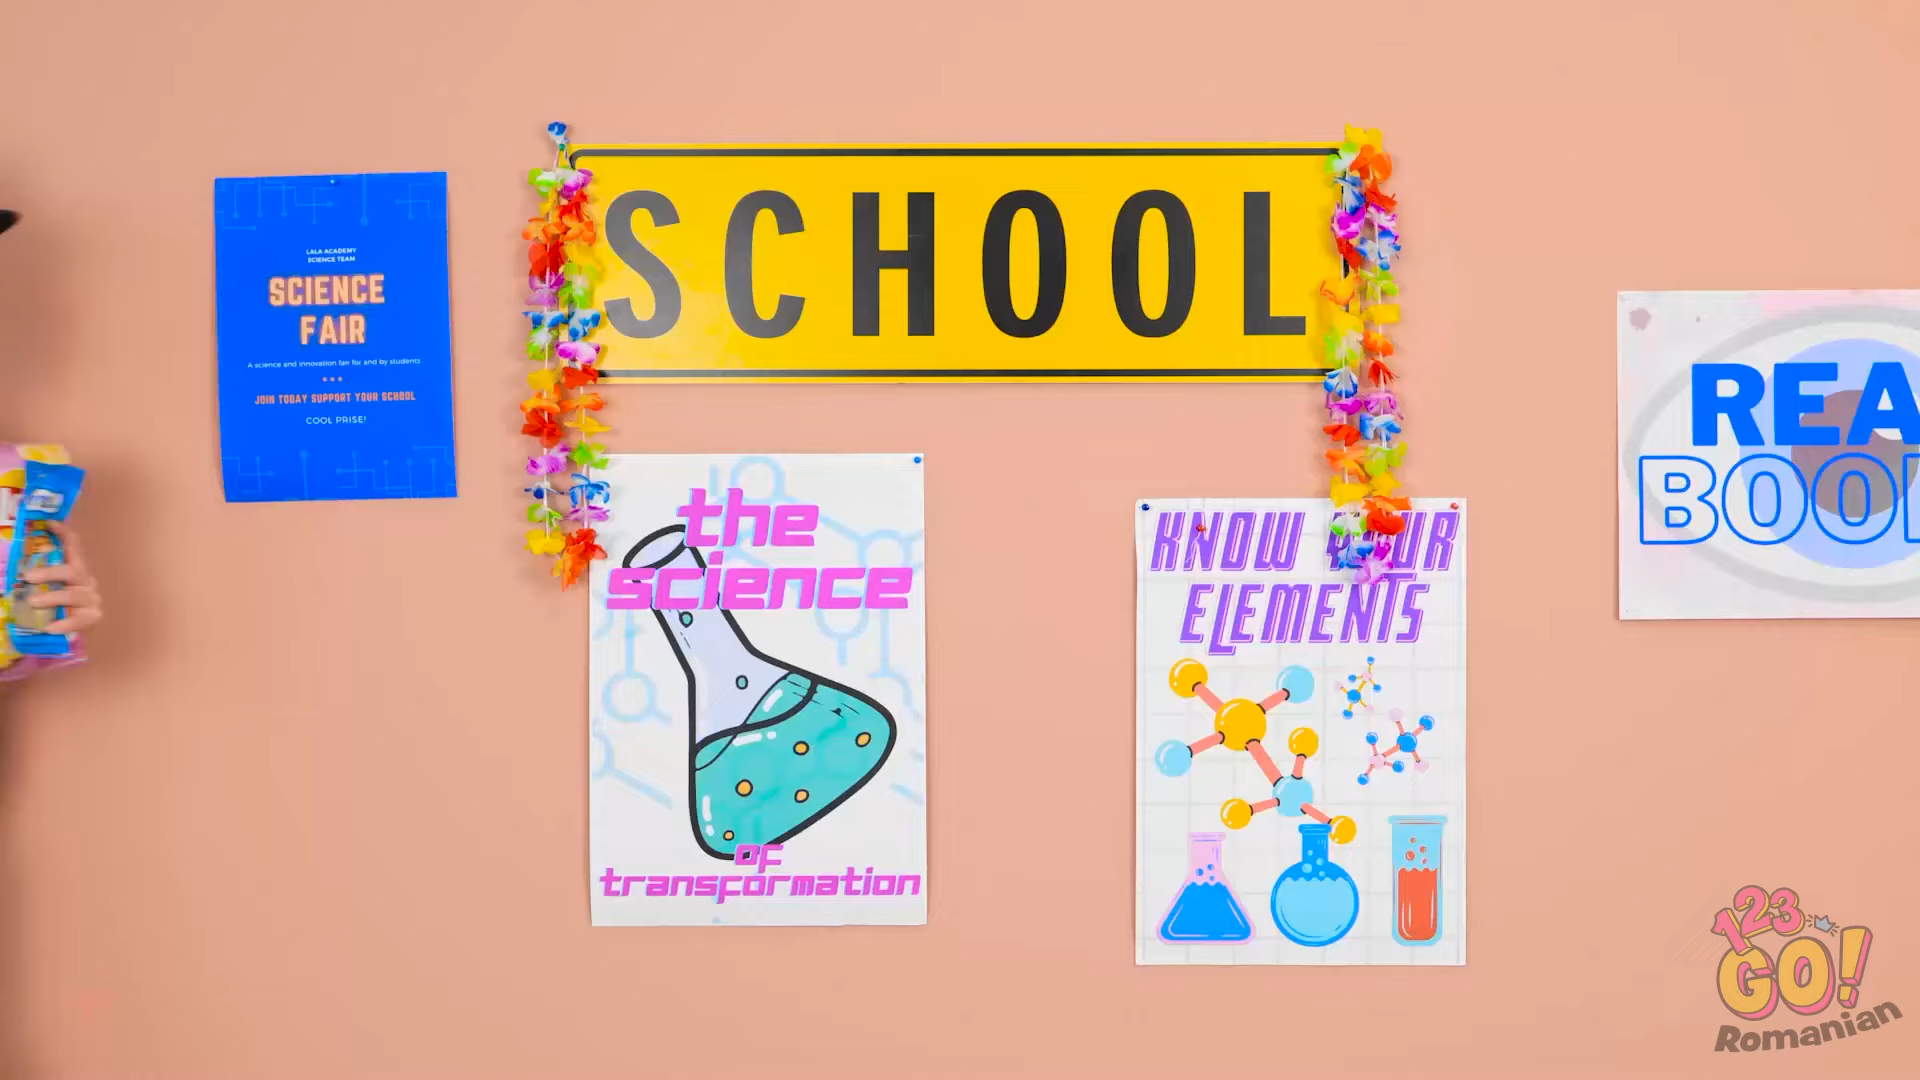 LALA ACADEMY
SCIENCE TEAM
SCIENCE
FAIR
A science and innovation fair for and by students
JOIN TODAY SUPPORT YOUR SCHOOL
COOL PRISE!
SCHOOL
the
science
of
transformation
KNOW YOUR
ELEMENTS
REA
BOO
123
GO!
Romanian